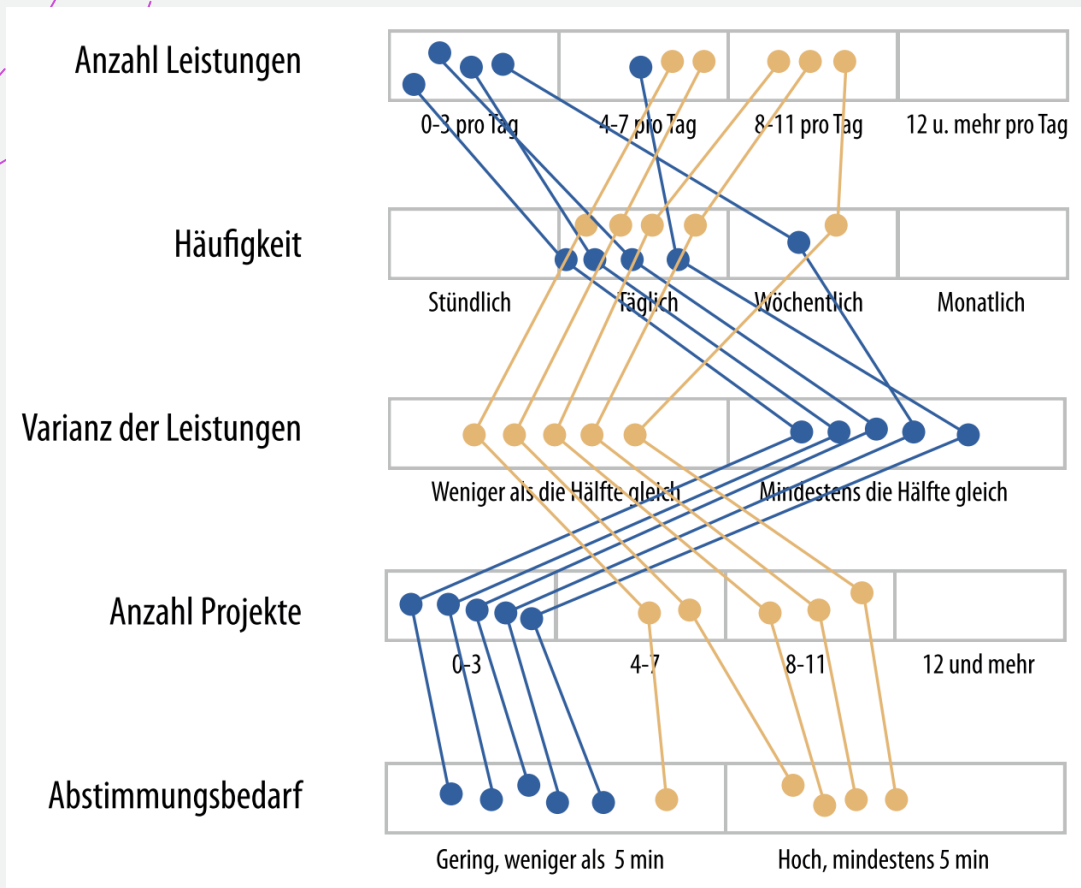 Anzahl Leistungen
0-3 pro Tag
4-7 pro Tag
8-11 pro Tag
12 u. mehr pro Tag
Häufigkeit
Stündlich
Täglich
Wöchentlich
Monatlich
Varianz der Leistungen
Weniger als die Hälfte gleich
Mindestens die Hälfte gleich
Anzahl Projekte
0-3
4-7
8-11
12 und mehr
Abstimmungsbedarf
Gering, weniger als 5 min
Hoch, mindestens 5 min